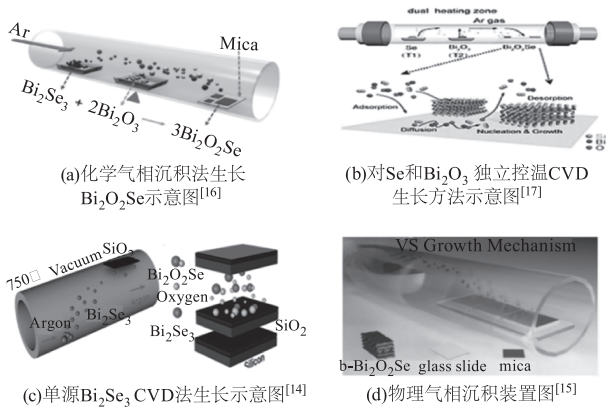 Ar
Mica
Bi₂Se₃ + 2Bi₂O₃ → 3Bi₂O₂Se
(a)化学气相沉积法生长
Bi₂O₂Se示意图[16]
dual heating zone
Ar gas
Se Bi₂O₃ Bi₂O₂Se
(T1) (T2)
Adsorption
Desorption
Diffusion
Nucleation & Growth
Se
Bi
O
(b)对Se和Bi₂O₃ 独立控温CVD
生长方法示意图[17]
750□ Vacuum SiO₂
Argon Bi₂Se₃
Bi₂O₂Se
Oxygen
Bi₂Se₃
SiO₂
Silicon
(c)单源Bi₂Se₃ CVD法生长示意图[14]
VS Growth Mechanism
b-Bi₂O₂Se glass slide mica
(d)物理气相沉积装置图[15]